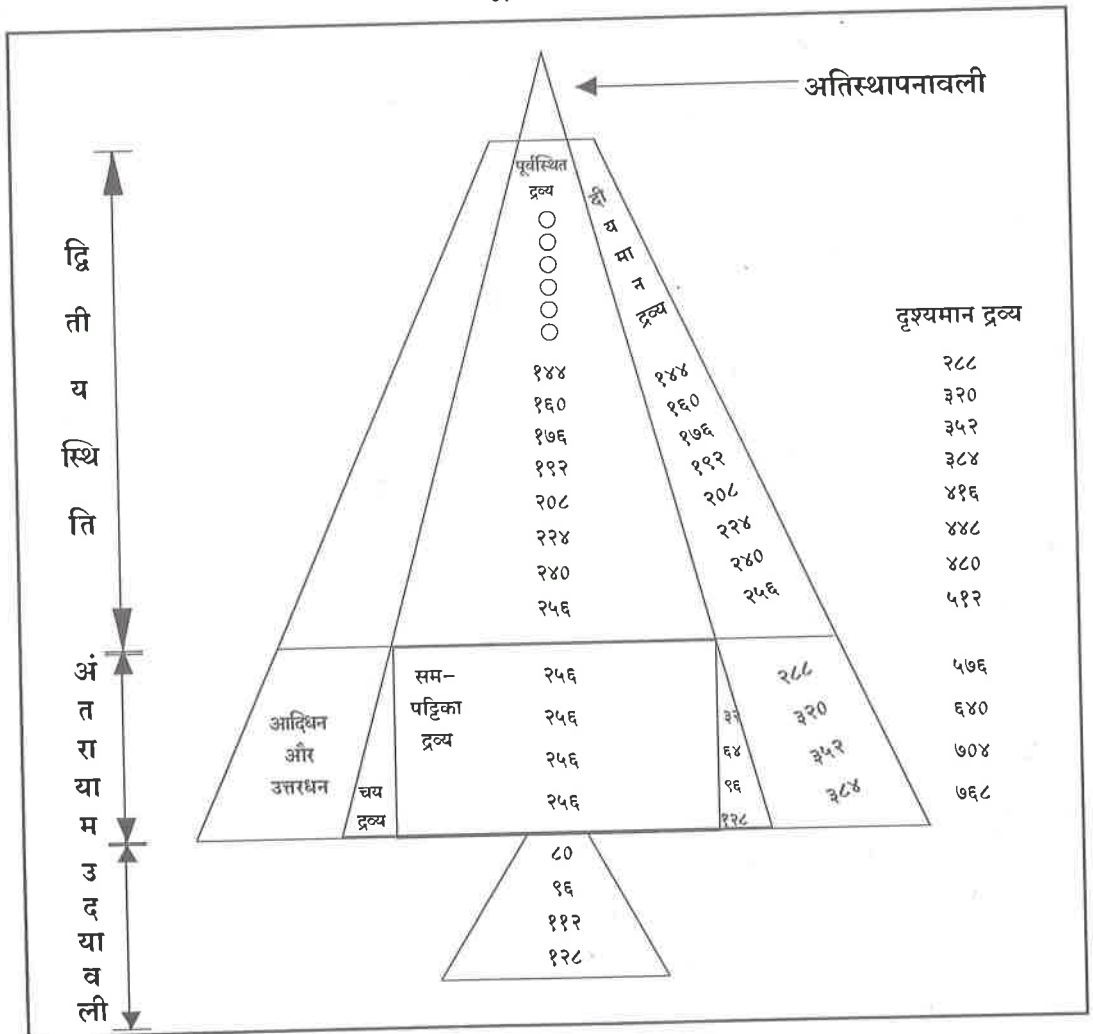 अतिस्थापनावली
पूर्वस्थित
द्रव्य
दीयमान द्रव्य
द्वितीय स्थिति
दृश्यमान द्रव्य
१४४ १४४ २८८
१६० १६० ३२०
१७६ १७६ ३५२
१९२ १९२ ३८४
२०८ २०८ ४१६
२२४ २२४ ४४८
२४० २४० ४८०
२५६ २५६ ५१२
अंतरायाम
आदिधन
और
उत्तरधन
चय
द्रव्य
सम-
पट्टिका
द्रव्य
२५६ ३२ २८८ ५७६
२५६ ६४ ३२० ६४०
२५६ ९६ ३५२ ७०४
२५६ १२८ ३८४ ७६८
उदयावली
८०
९६
११२
१२८